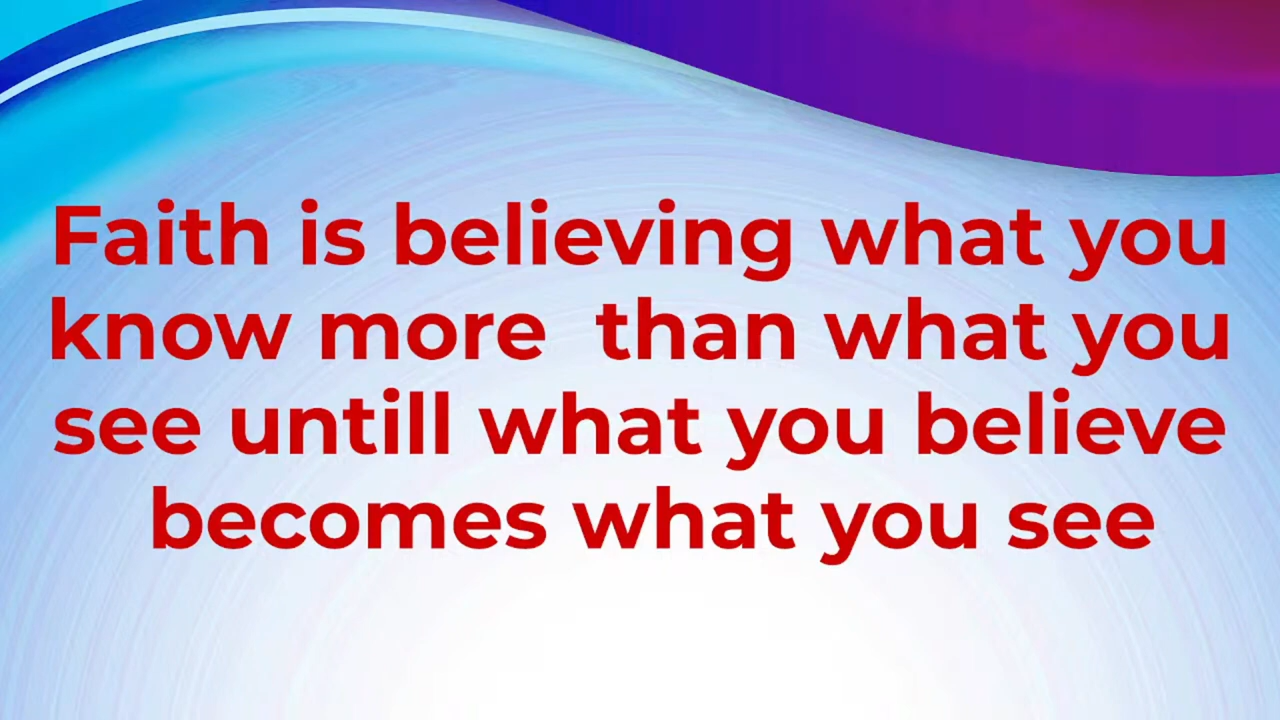 Faith is believing what you
know more  than what you
see untill what you believe
becomes what you see